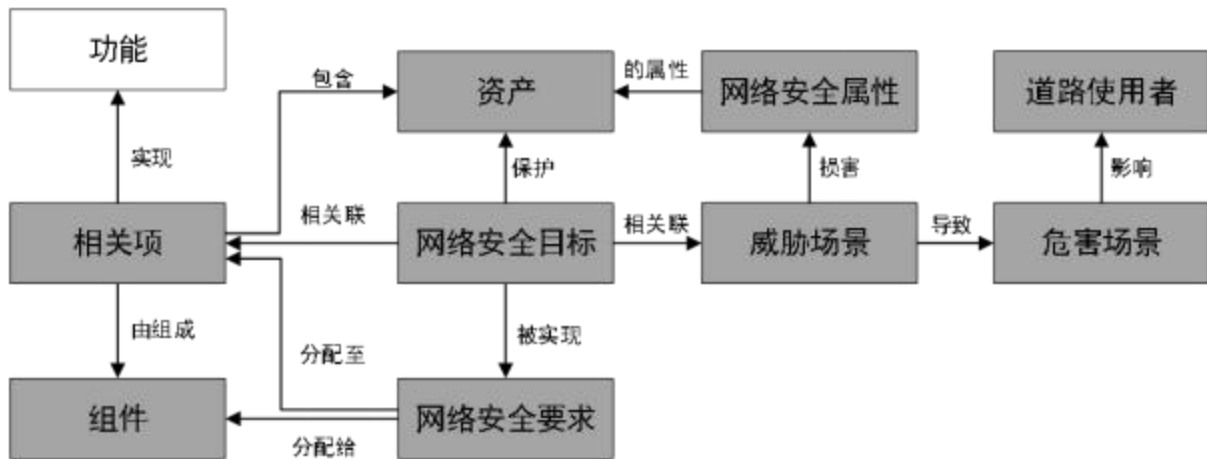 功能
包含
资产
的属性
网络安全属性
道路使用者
实现
保护
损害
影响
相关项
相关联
网络安全目标
相关联
威胁场景
导致
危害场景
由组成
分配至
被实现
组件
分配给
网络安全要求